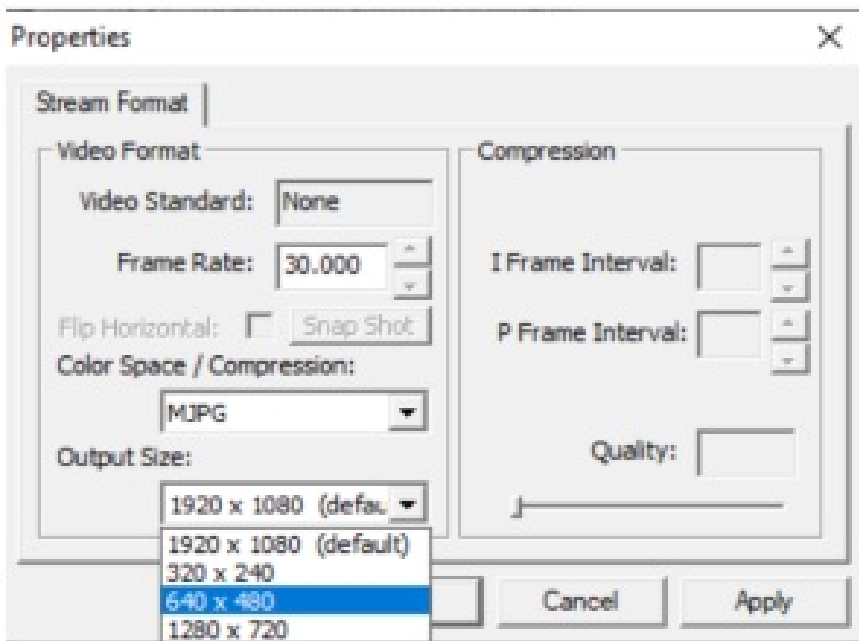 Properties
Stream Format
Video Format
Video Standard: None
Frame Rate: 30.000
Flip Horizontal: Snap Shot
Color Space / Compression:
MJPG
Output Size:
1920 x 1080 (defau
1920 x 1080 (default)
320 x 240
640 x 480
1280 x 720
Compression
I Frame Interval:
P Frame Interval:
Quality:
Cancel Apply